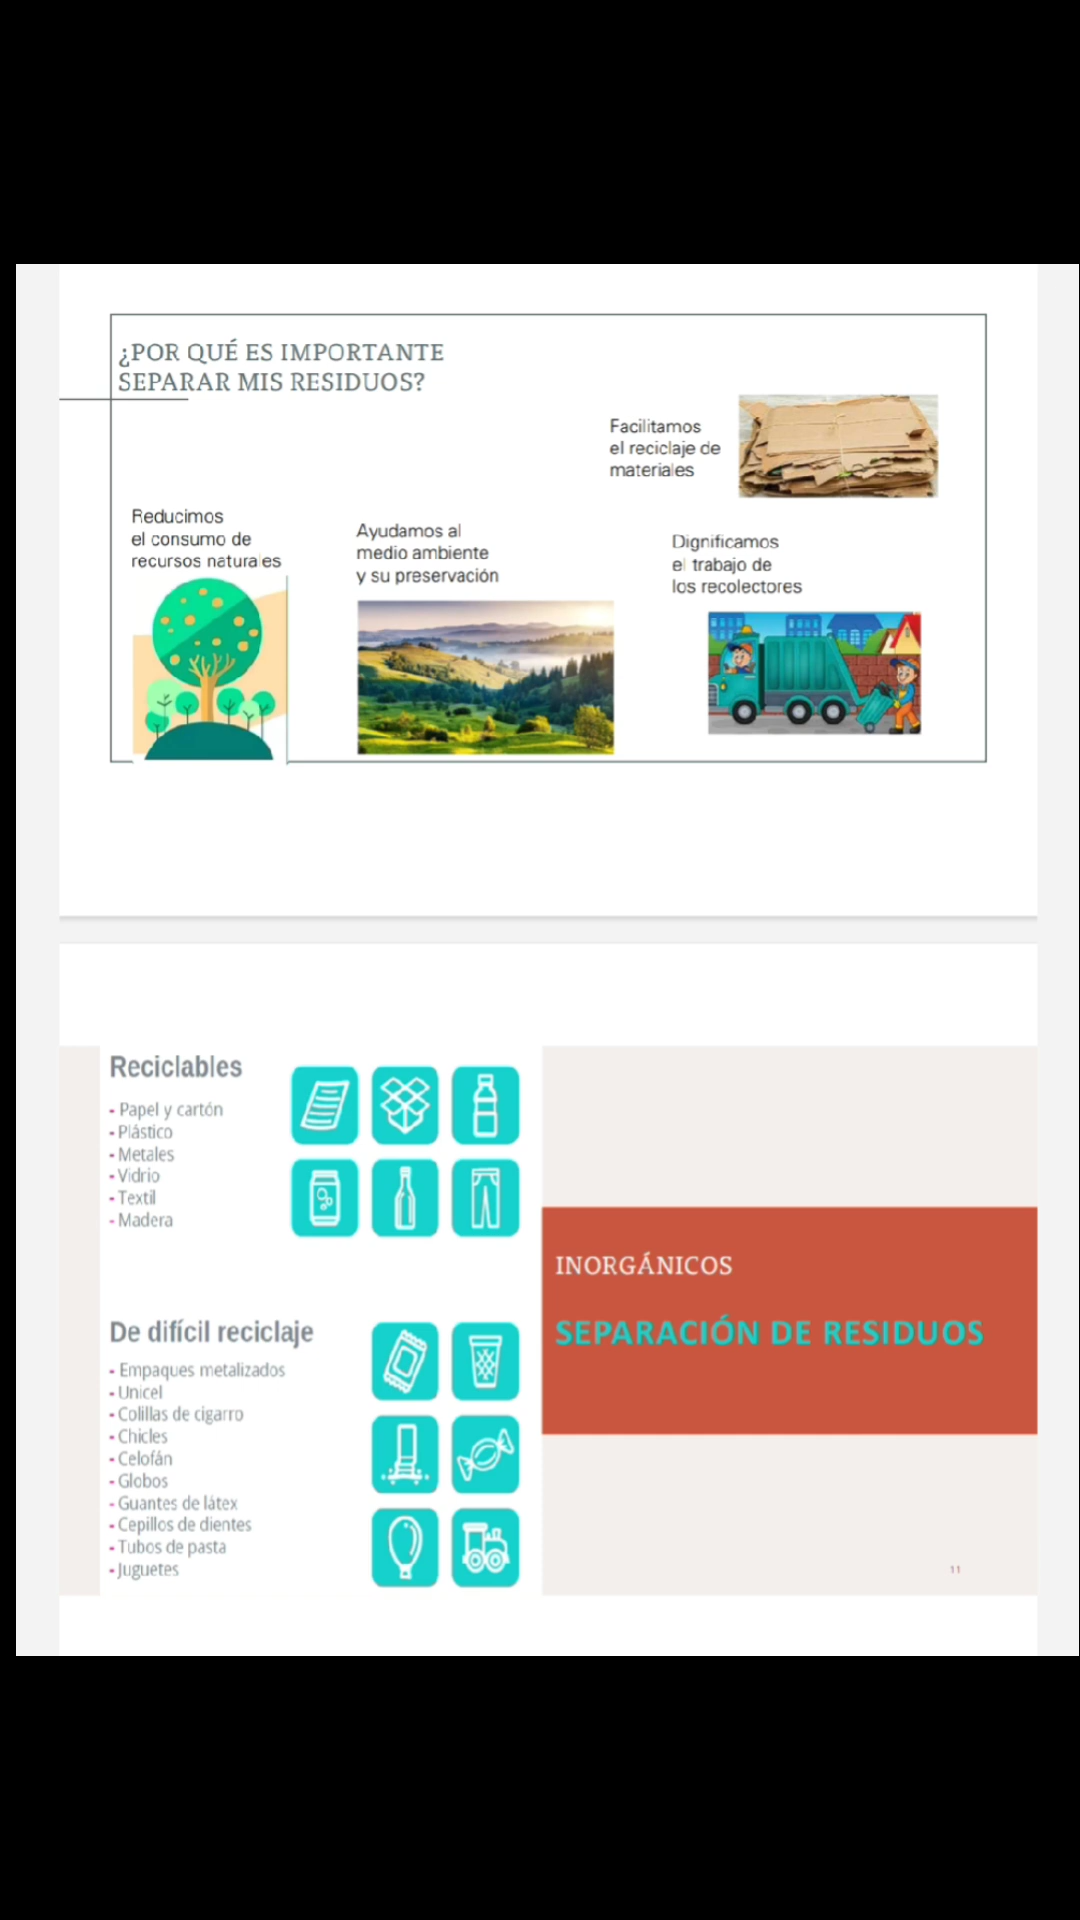 ¿POR QUÉ ES IMPORTANTE
SEPARAR MIS RESIDUOS?
Facilitamos
el reciclaje de
materiales
Reducimos
el consumo de
recursos naturales
Ayudamos al
medio ambiente
y su preservación
Dignificamos
el trabajo de
los recolectores
Reciclables
- Papel y cartón
- Plástico
- Metales
- Vidrio
- Textil
- Madera
De difícil reciclaje
- Empaques metalizados
- Unicel
- Colillas de cigarro
- Chicles
- Celofán
- Globos
- Guantes de látex
- Cepillos de dientes
- Tubos de pasta
- Juguetes
INORGÁNICOS
SEPARACIÓN DE RESIDUOS
11